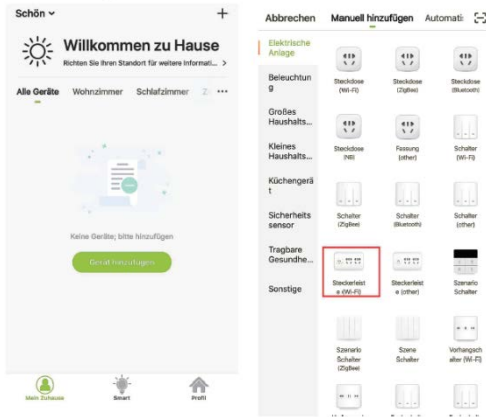 Schön
Willkommen zu Hause
Richten Sie Ihren Standort für weitere Informati... >
Alle Geräte Wohnzimmer Schlafzimmer
Keine Geräte; bitte hinzufügen
Gerät hinzufügen
Mein Zuhause Smart Profil
Abbrechen Manuell hinzufügen Automati
Elektrische
Anlage
Beleuchtun
g
Großes
Haushalts...
Kleines
Haushalts...
Küchengerä
t
Sicherheits
sensor
Tragbare
Gesundhe...
Sonstige
Steckdose
(Wi-Fi)
Steckdose
(ZigBee)
Steckdose
(Bluetooth)
Steckdose
(NB)
Fassung
(other)
Schalter
(Wi-Fi)
Schalter
(ZigBee)
Schalter
(Bluetooth)
Schalter
(other)
Steckerleist
e (Wi-Fi)
Steckerleist
e (other)
Szenario
Schalter
Szenario
Schalter
(ZigBee)
Szene
Schalter
Vorhangsch
alter (Wi-Fi)